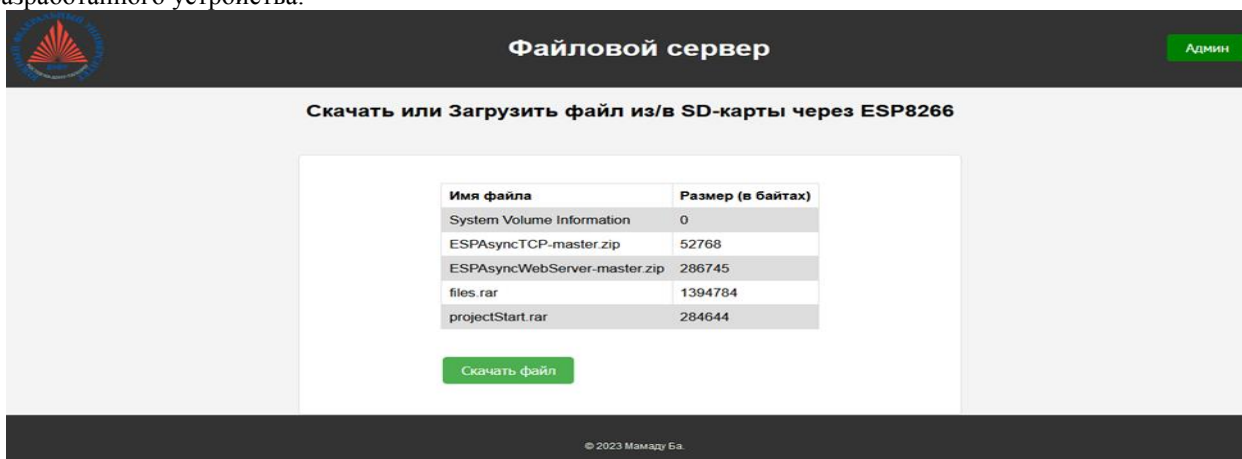 Файловой сервер
Админ
Скачать или Загрузить файл из/в SD-карты через ESP8266
Имя файла Размер (в байтах)
System Volume Information 0
ESPAsyncTCP-master.zip 52768
ESPAsyncWebServer-master.zip 286745
files.rar 1394784
projectStart.rar 284644
Скачать файл
© 2023 Мамаду Ба.